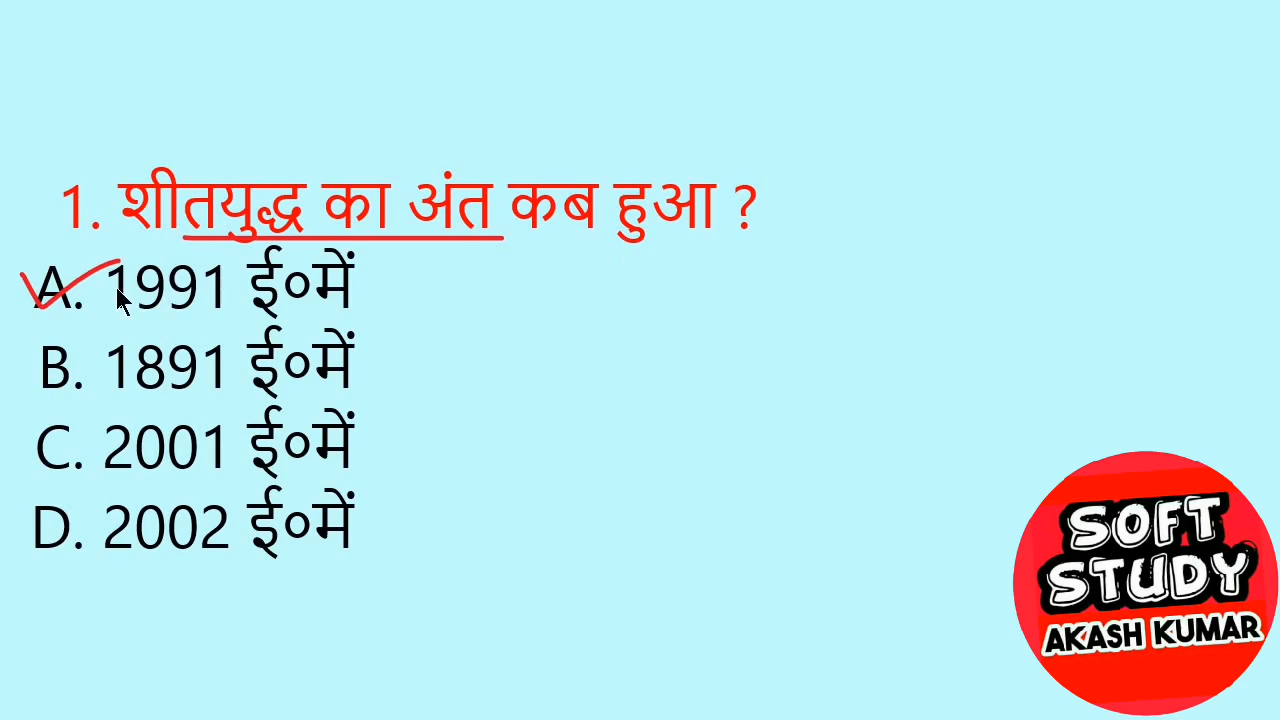 1. शीतयुद्ध का अंत कब हुआ ?
A. 1991 ई०में
B. 1891 ई०में
C. 2001 ई०में
D. 2002 ई०में
SOFT
STUDY
AKASH KUMAR